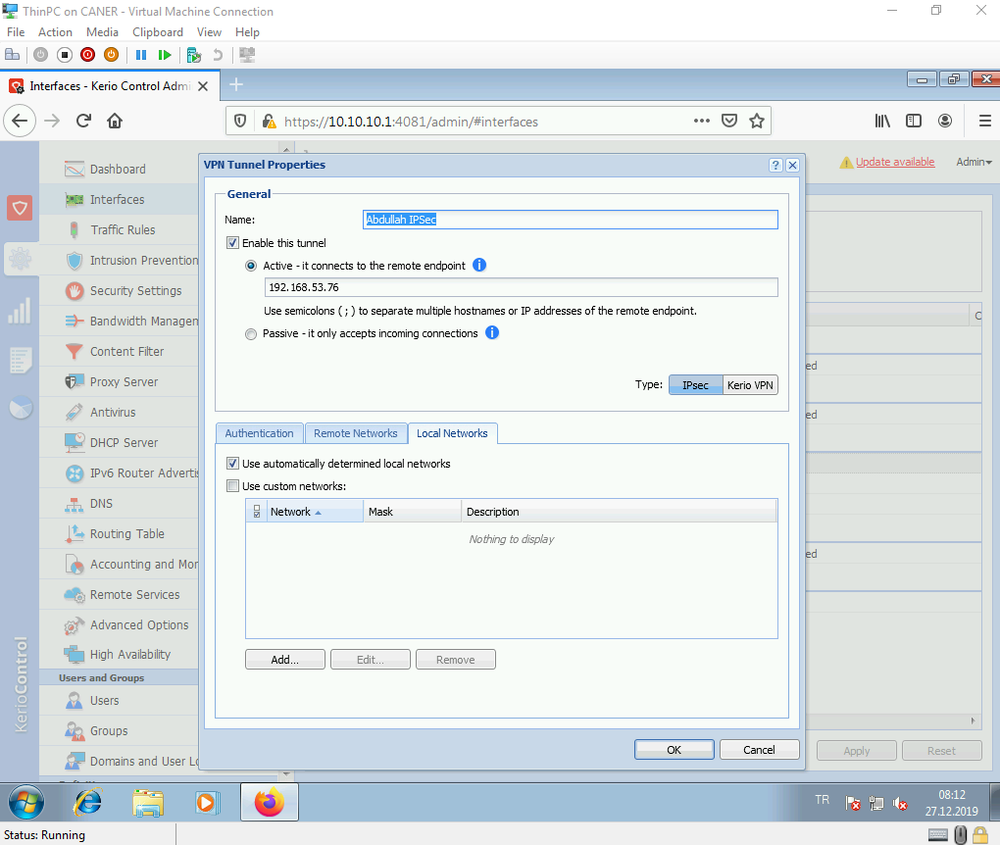 ThinPC on CANER - Virtual Machine Connection
File Action Media Clipboard View Help
Interfaces - Kerio Control Admi
https://10.10.10.1:4081/admin/#interfaces
Update available
Admin
Dashboard
Interfaces
Traffic Rules
Intrusion Prevention
Security Settings
Bandwidth Managem
Content Filter
Proxy Server
Antivirus
DHCP Server
IPv6 Router Adverti
DNS
Routing Table
Accounting and Mon
Remote Services
Advanced Options
High Availability
Users and Groups
Users
Groups
Domains and User Lo
KerioControl
VPN Tunnel Properties
General
Name: Abdullah IPSec
Enable this tunnel
Active - it connects to the remote endpoint
192.168.53.76
Use semicolons ( ; ) to separate multiple hostnames or IP addresses of the remote endpoint.
Passive - it only accepts incoming connections
Type: IPsec Kerio VPN
Authentication Remote Networks Local Networks
Use automatically determined local networks
Use custom networks:
Network Mask Description
Nothing to display
Add... Edit... Remove
OK Cancel
ed
ed
ed
Apply Reset
TR
08:12
27.12.2019
Status: Running